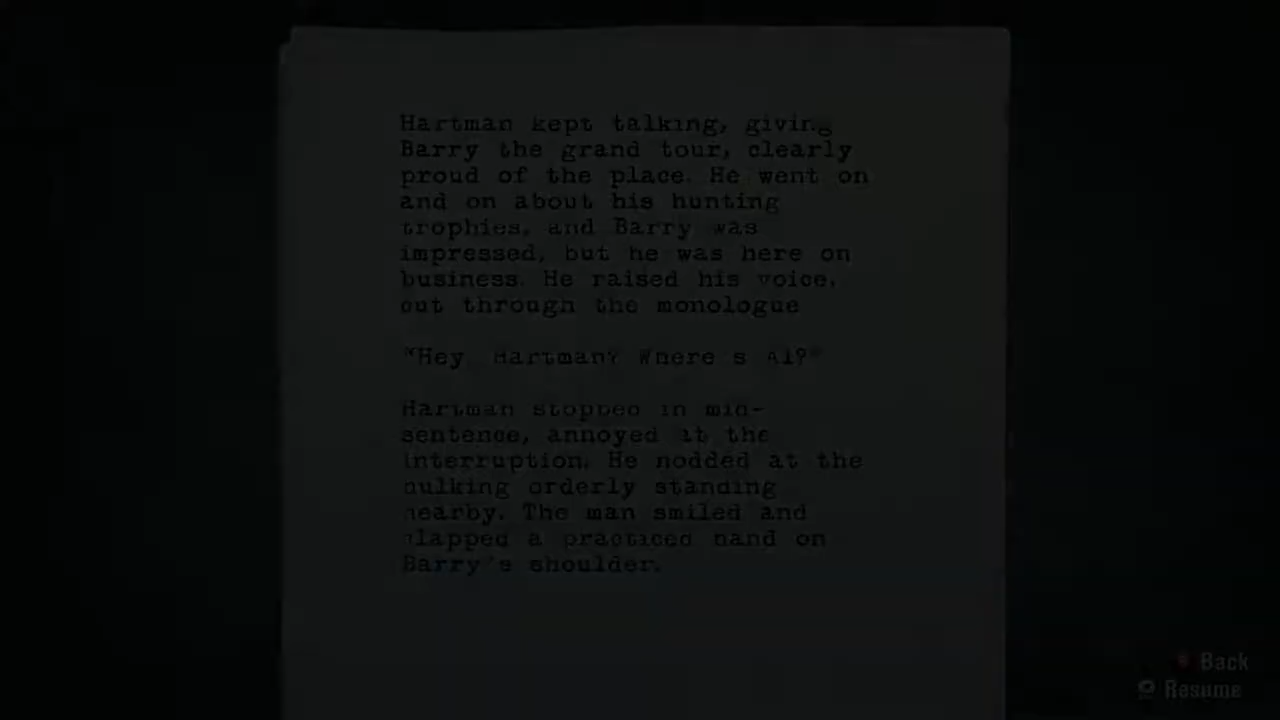 Hartman kept talking, giving
Barry the grand tour, clearly
proud of the place. He went on
and on about his hunting
trophies, and Barry was
impressed, but he was here on
business. He raised his voice,
cut through the monologue
"Hey, Hartman? Where's Al?"
Hartman stopped in mid-
sentence, annoyed at the
interruption. He nodded at the
hulking orderly standing
nearby. The man smiled and
clapped a practiced hand on
Barry's shoulder.
Back
Resume